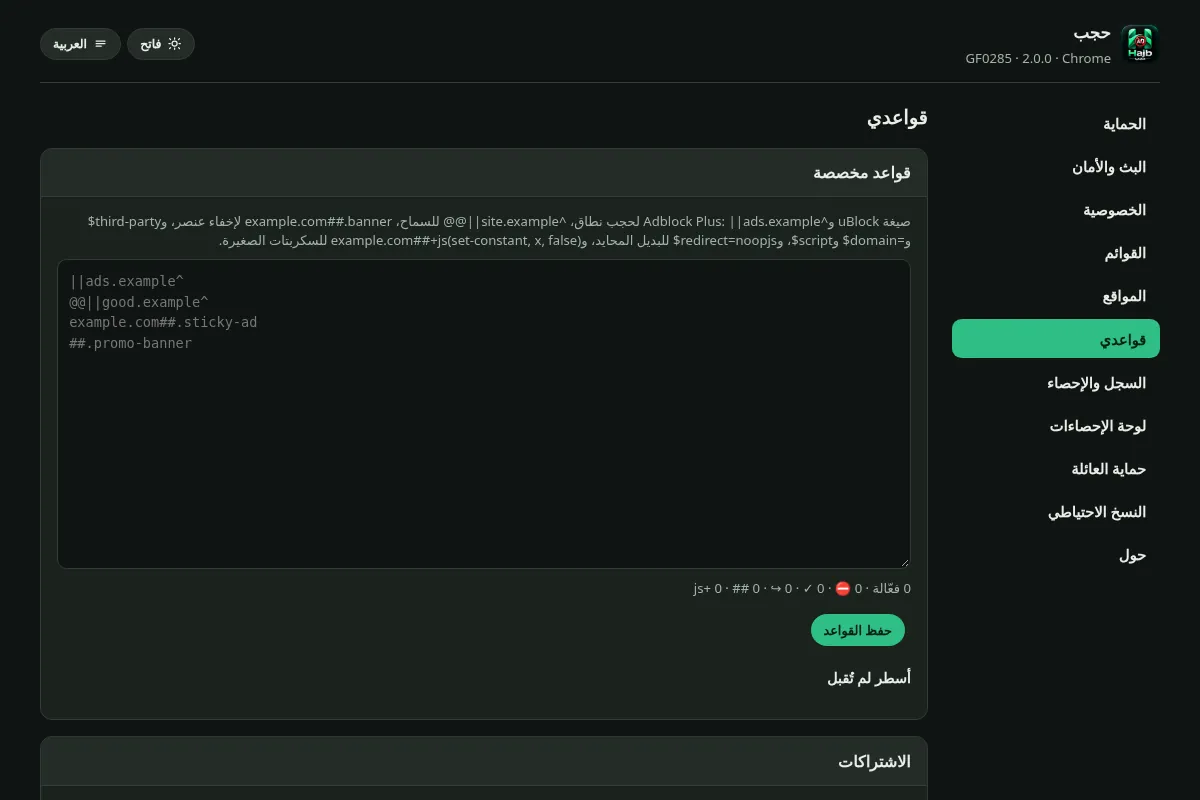 حجب
GF0285 · 2.0.0 · Chrome
فاتح
العربية
الحماية
البث والأمان
الخصوصية
القوائم
المواقع
قواعدي
السجل والإحصاء
لوحة الإحصاءات
حماية العائلة
النسخ الاحتياطي
حول
قواعدي
قواعد مخصصة
صيغة uBlock وAdblock Plus: ||ads.example^ لحجب نطاق، @@||site.example^ للسماح، example.com##.banner لإخفاء عنصر، و$third-party
و$domain= و$script، و$redirect=noopjs للبديل المحايد، وexample.com##+js(set-constant, x, false) للسكربتات الصغيرة.
||ads.example^
@@||good.example^
example.com##.sticky-ad
##.promo-banner
0 فعّالة · 0 ⛔ · 0 ✓ · 0 ↪ · 0 ## · 0 +js
حفظ القواعد
أسطر لم تُقبل
الاشتراكات